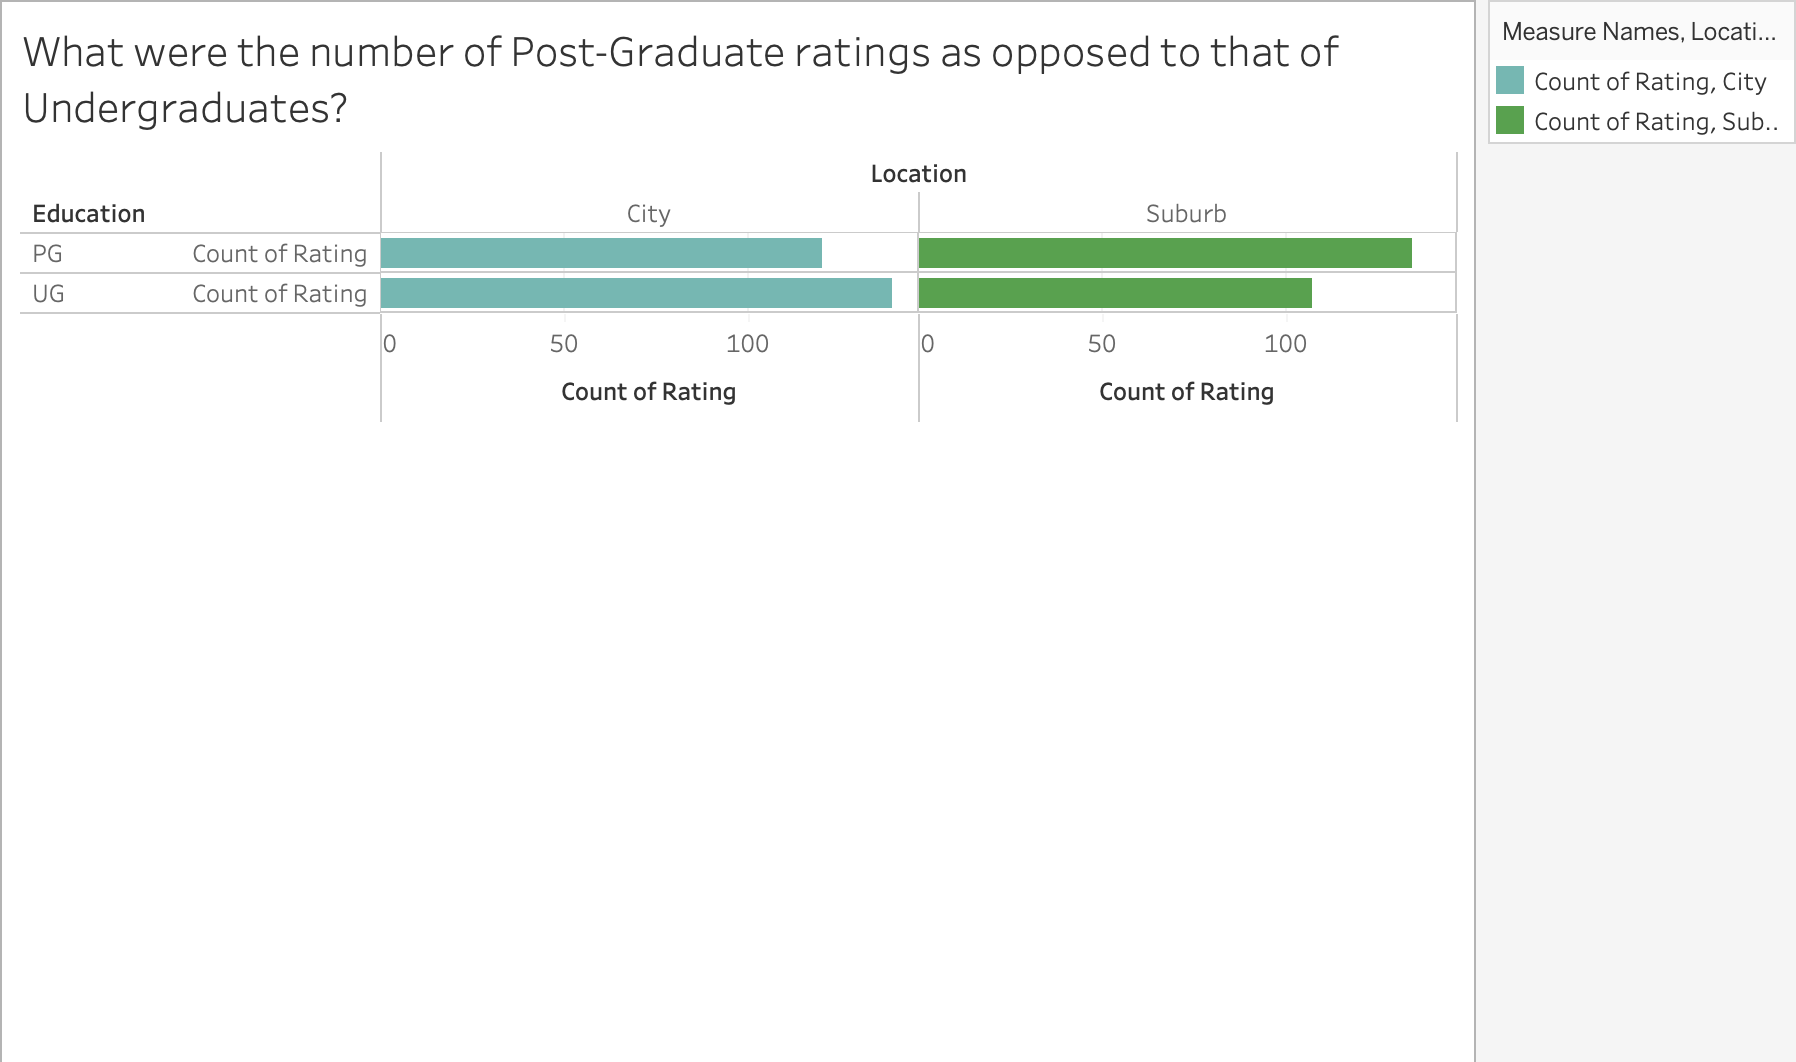 What were the number of Post-Graduate ratings as opposed to that of
Undergraduates?
Measure Names, Locati...
Count of Rating, City
Count of Rating, Sub..
Location
Education City Suburb
PG Count of Rating
UG Count of Rating
0 50 100 0 50 100
Count of Rating Count of Rating